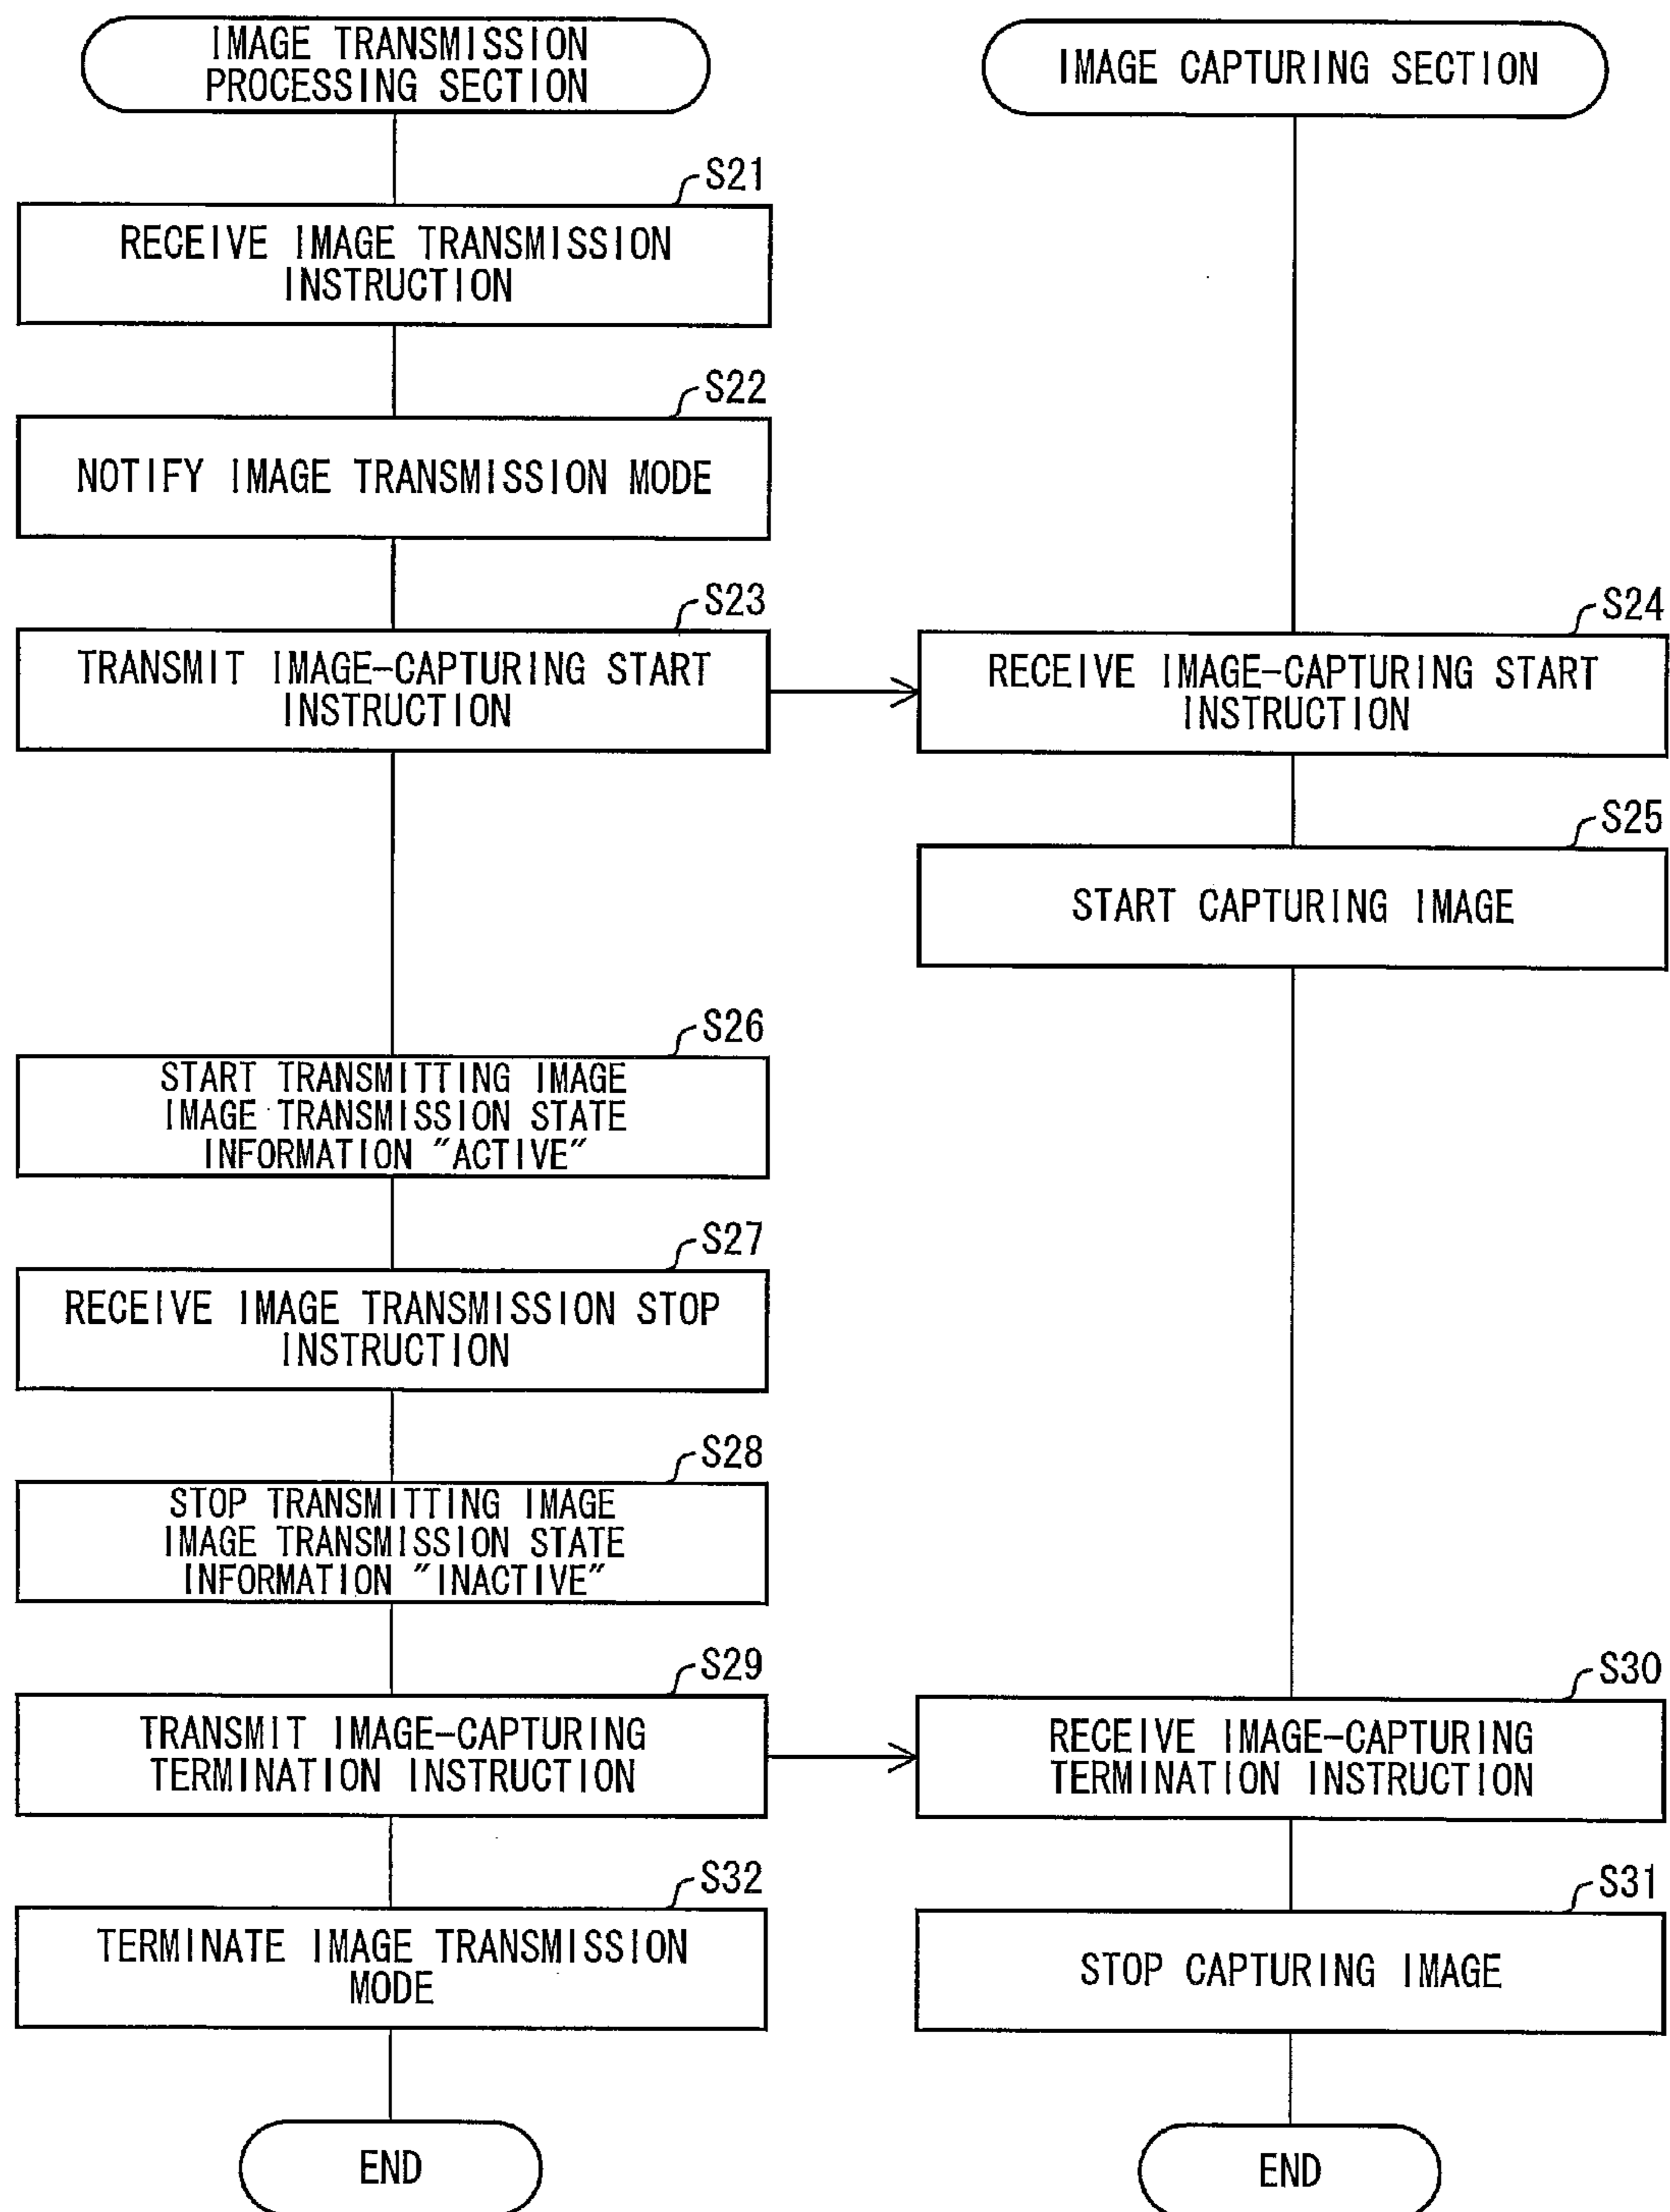 IMAGE TRANSMISSION
PROCESSING SECTION
IMAGE CAPTURING SECTION
S21
RECEIVE IMAGE TRANSMISSION
INSTRUCTION
S22
NOTIFY IMAGE TRANSMISSION MODE
S23
TRANSMIT IMAGE-CAPTURING START
INSTRUCTION
S24
RECEIVE IMAGE-CAPTURING START
INSTRUCTION
S25
START CAPTURING IMAGE
S26
START TRANSMITTING IMAGE
IMAGE TRANSMISSION STATE
INFORMATION "ACTIVE"
S27
RECEIVE IMAGE TRANSMISSION STOP
INSTRUCTION
S28
STOP TRANSMITTING IMAGE
IMAGE TRANSMISSION STATE
INFORMATION "INACTIVE"
S29
TRANSMIT IMAGE-CAPTURING
TERMINATION INSTRUCTION
S30
RECEIVE IMAGE-CAPTURING
TERMINATION INSTRUCTION
S32
TERMINATE IMAGE TRANSMISSION
MODE
S31
STOP CAPTURING IMAGE
END
END